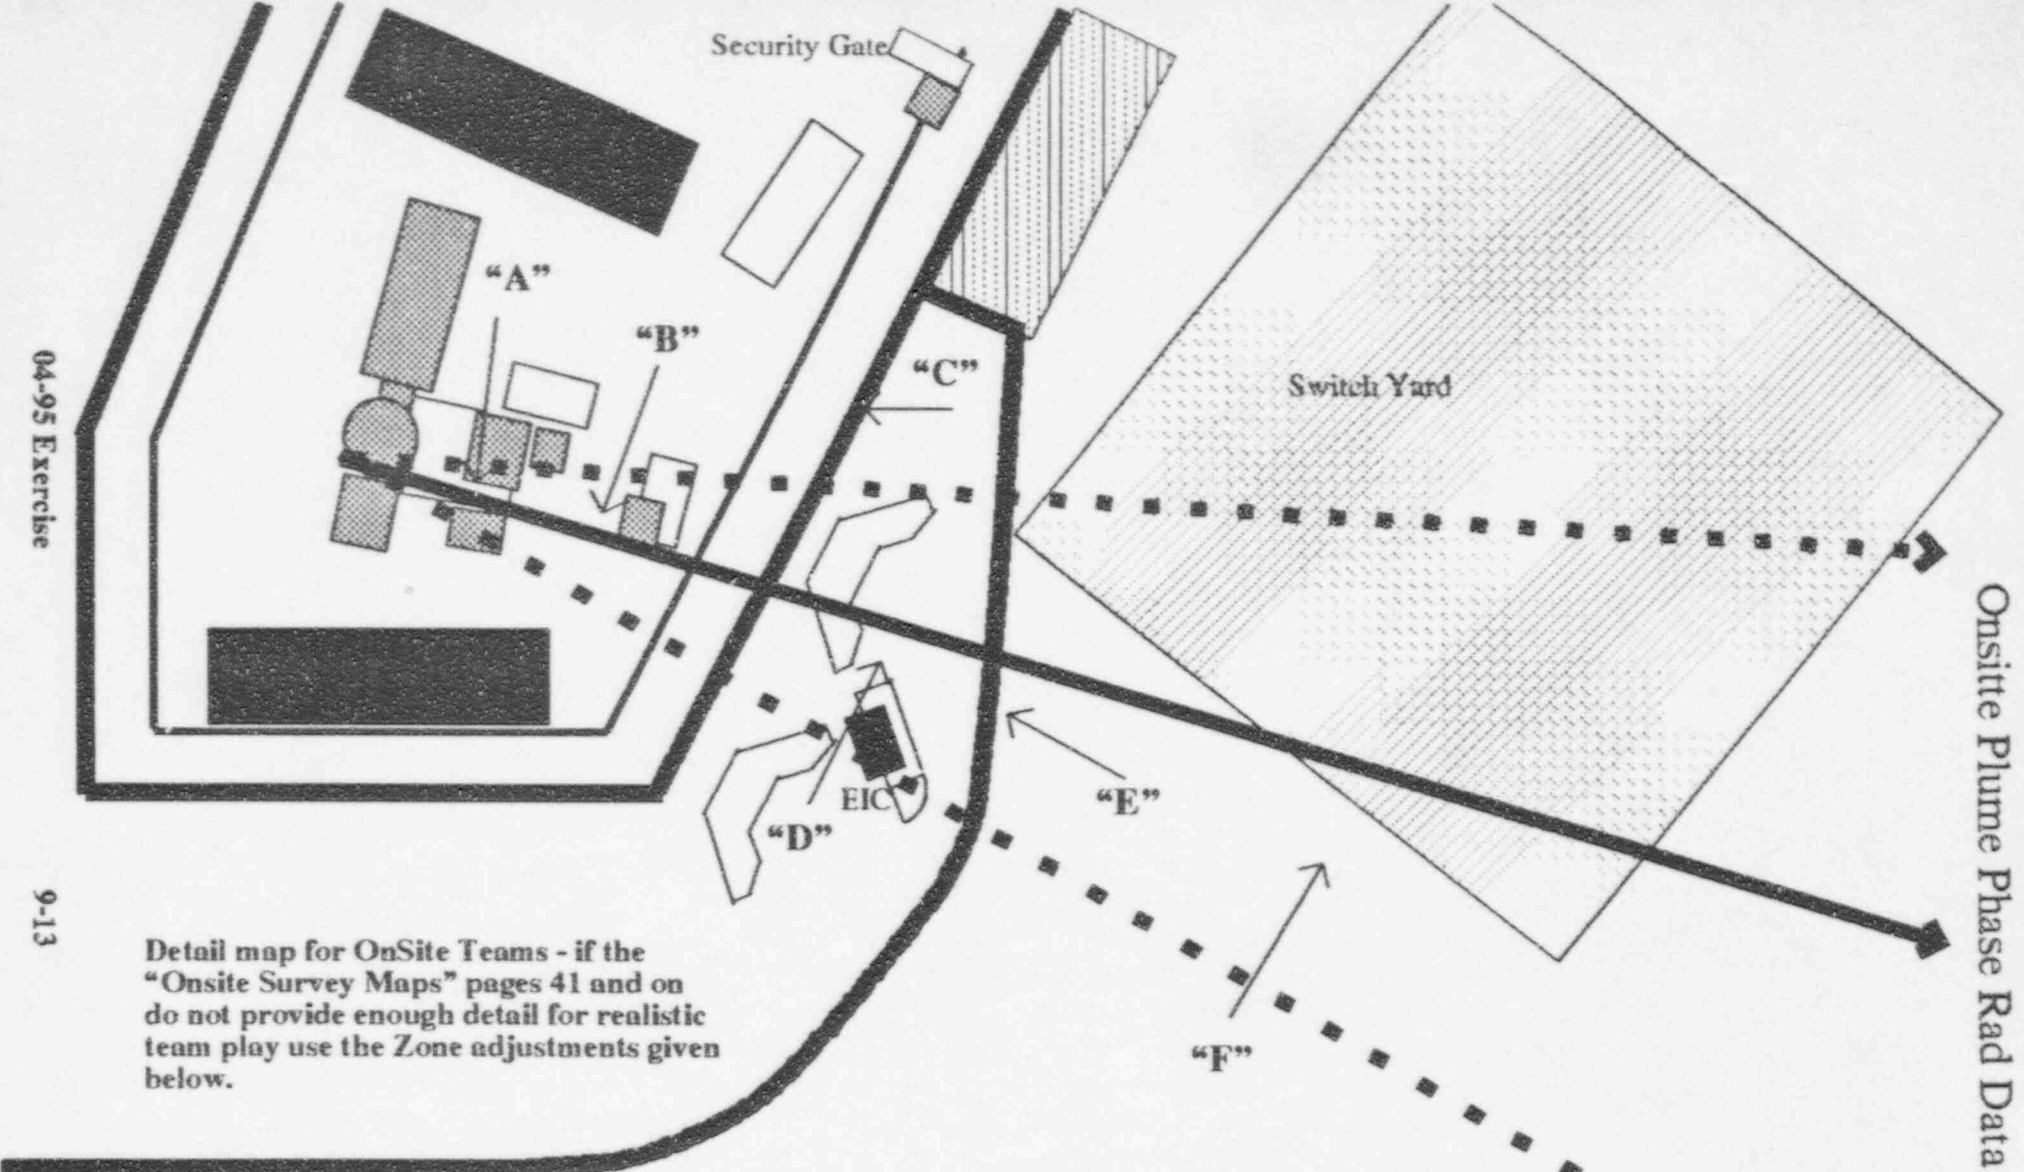 Security Gate
“A”
“B”
“C”
Switch Yard
04-95 Exercise
Onsitte Plume Phase Rad Data
“E”
EIC
“D”
9-13
“F”
Detail map for OnSite Teams - if the
“Onsite Survey Maps” pages 41 and on
do not provide enough detail for realistic
team play use the Zone adjustments given
below.